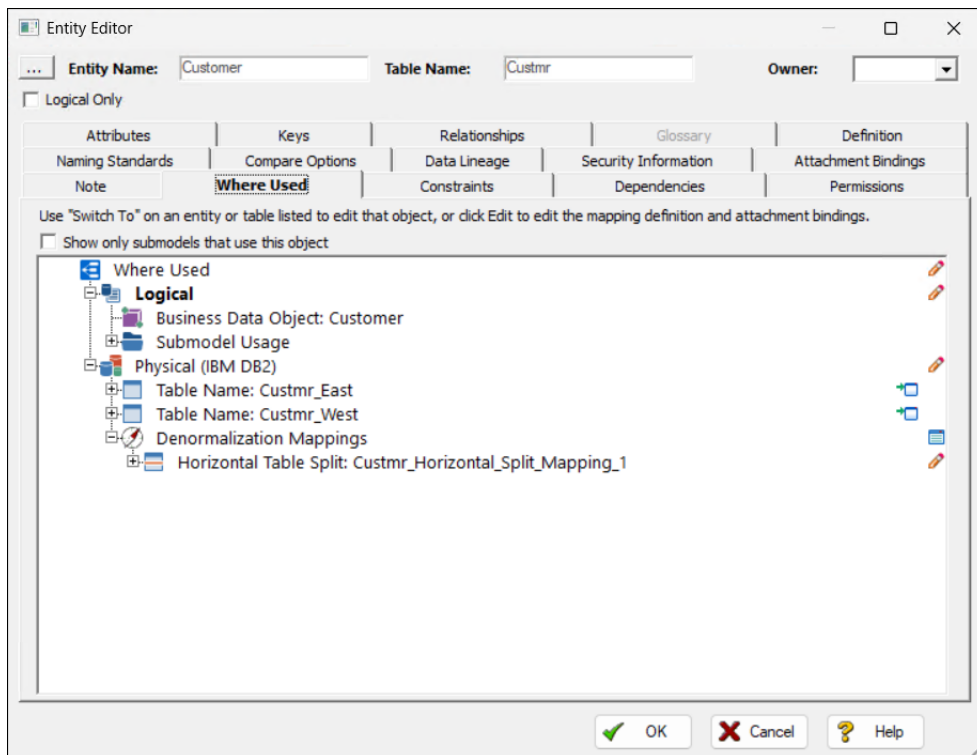 Entity Editor
... Entity Name: Customer Table Name: Custmr Owner:
Logical Only
Attributes Keys Relationships Glossary Definition
Naming Standards Compare Options Data Lineage Security Information Attachment Bindings
Note Where Used Constraints Dependencies Permissions
Use "Switch To" on an entity or table listed to edit that object, or click Edit to edit the mapping definition and attachment bindings.
Show only submodels that use this object
Where Used
Logical
Business Data Object: Customer
Submodel Usage
Physical (IBM DB2)
Table Name: Custmr_East
Table Name: Custmr_West
Denormalization Mappings
Horizontal Table Split: Custmr_Horizontal_Split_Mapping_1
OK Cancel Help